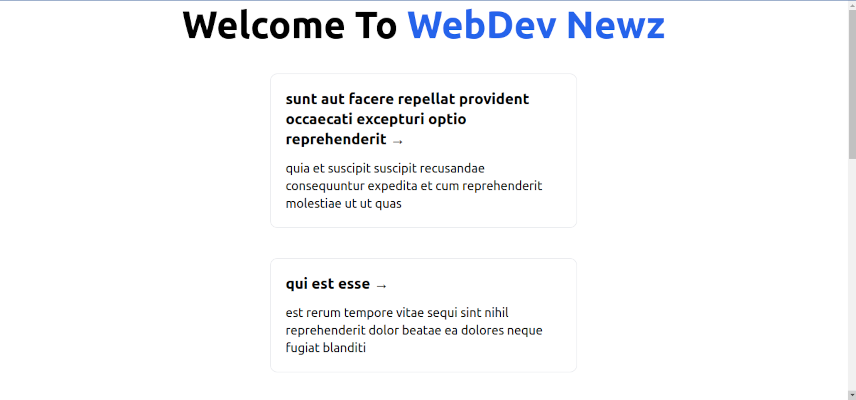 Welcome To WebDev Newz
sunt aut facere repellat provident
occaecati excepturi optio
reprehenderit →
quia et suscipit suscipit recusandae
consequuntur expedita et cum reprehenderit
molestiae ut ut quas
qui est esse →
est rerum tempore vitae sequi sint nihil
reprehenderit dolor beatae ea dolores neque
fugiat blanditi